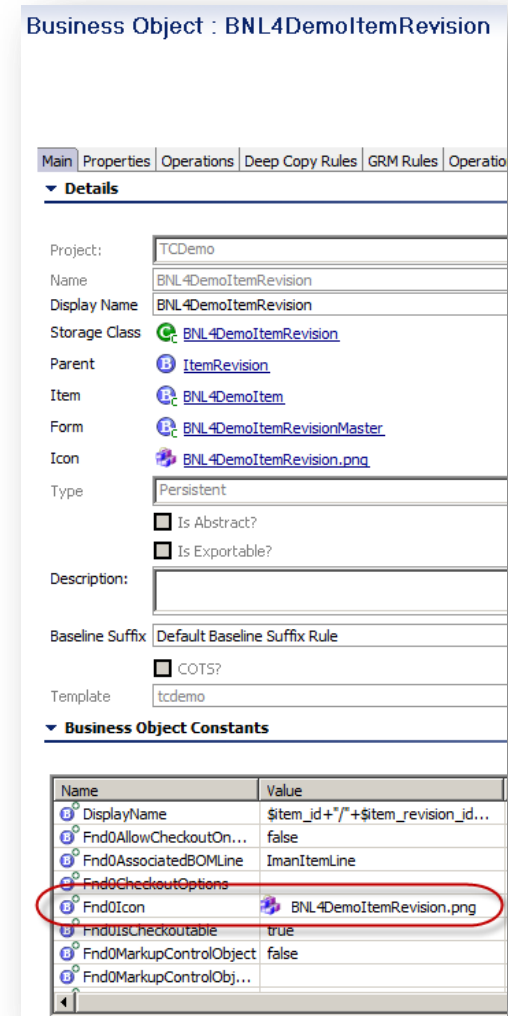 Business Object : BNL4DemoItemRevision
Main Properties Operations Deep Copy Rules GRM Rules Operatio
Details
Project: TCDemo
Name BNL4DemoItemRevision
Display Name BNL4DemoItemRevision
Storage Class BNL4DemoItemRevision
Parent ItemRevision
Item BNL4DemoItem
Form BNL4DemoItemRevisionMaster
Icon BNL4DemoItemRevision.png
Type Persistent
Is Abstract?
Is Exportable?
Description:
Baseline Suffix Default Baseline Suffix Rule
COTS?
Template tcdemo
Business Object Constants
Name Value
DisplayName $item_id+"/"+$item_revision_id...
Fnd0AllowCheckoutOn... false
Fnd0AssociatedBOMLine ImanItemLine
Fnd0CheckoutOptions
Fnd0Icon BNL4DemoItemRevision.png
Fnd0IsCheckoutable true
Fnd0MarkupControlObject false
Fnd0MarkupControlObj...